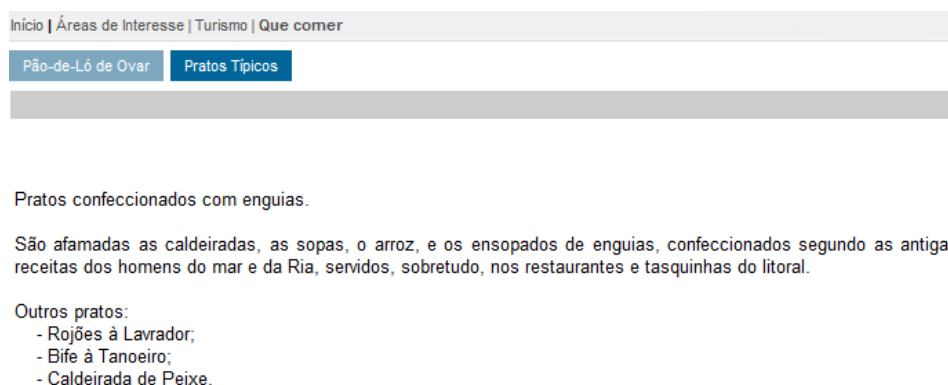 Início | Áreas de Interesse | Turismo | Que comer
Pão-de-Ló de Ovar
Pratos Típicos
Pratos confeccionados com enguias.
São afamadas as caldeiradas, as sopas, o arroz, e os ensopados de enguias, confeccionados segundo as antiga
receitas dos homens do mar e da Ria, servidos, sobretudo, nos restaurantes e tasquinhas do litoral.
Outros pratos:
- Rojões à Lavrador;
- Bife à Tanoeiro;
- Caldeirada de Peixe.